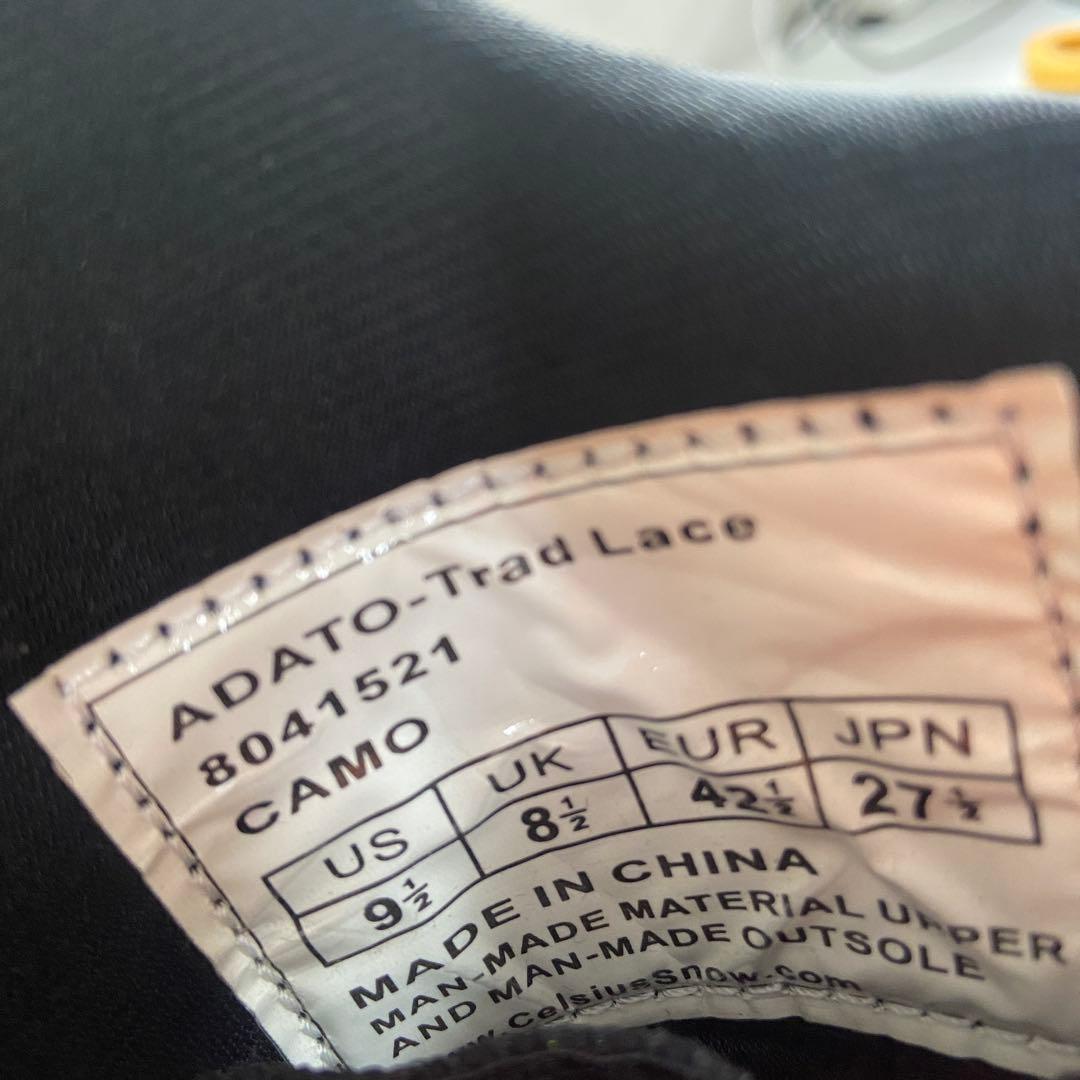 ADATO-Trad Lace
8041521
CAMO
US UK EUR JPN
9½ 8½ 42½ 27½
MADE IN CHINA
MAN-MADE MATERIAL UPPER
AND MAN-MADE OUTSOLE
www.CelsiusSnow.com